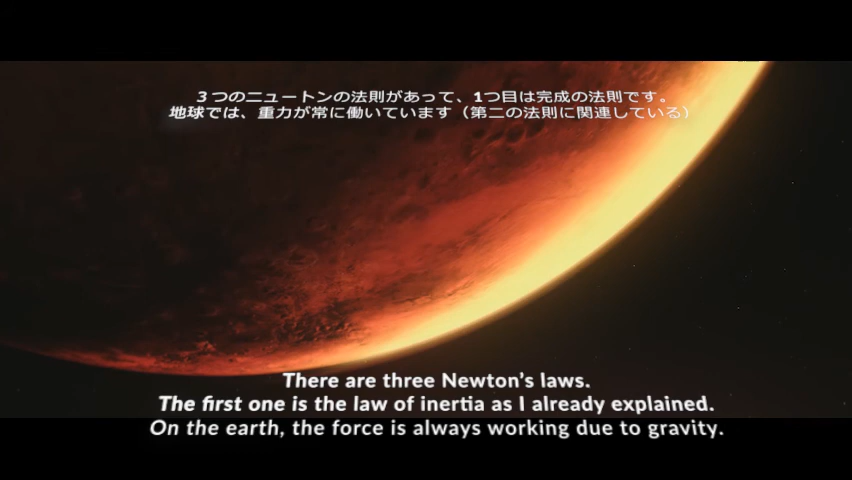 ３つのニュートンの法則があって、1つ目は完成の法則です。
地球では、重力が常に働いています（第二の法則に関連している）
There are three Newton's laws.
The first one is the law of inertia as I already explained.
On the earth, the force is always working due to gravity.